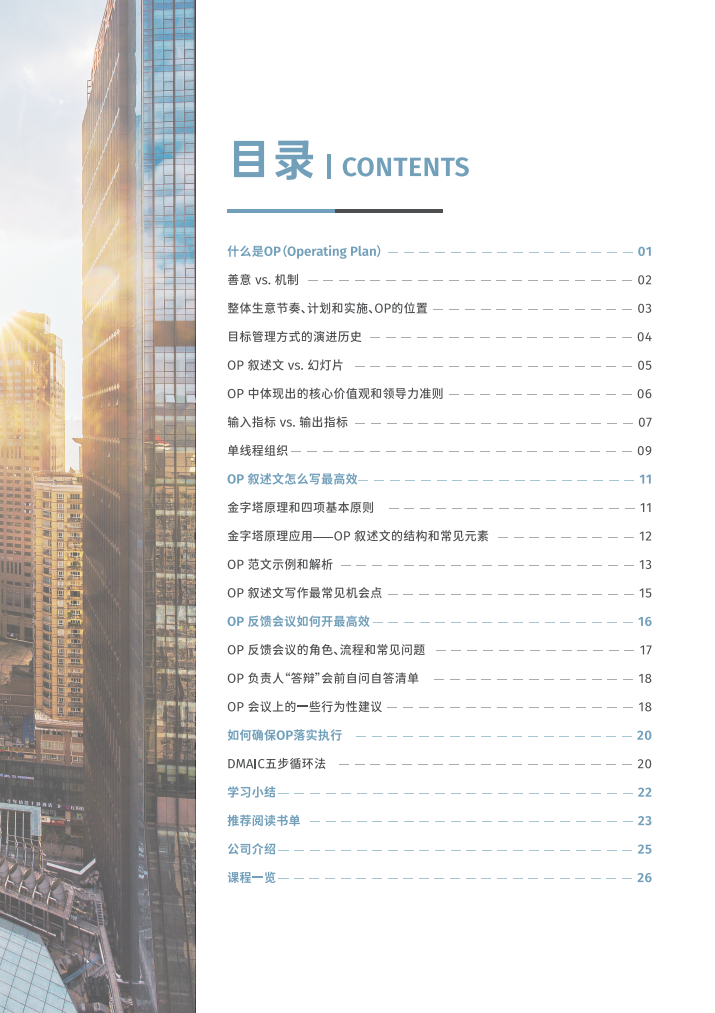 目录 | CONTENTS
什么是OP（Operating Plan） 01
善意 vs. 机制 02
整体生意节奏、计划和实施、OP的位置 03
目标管理方式的演进历史 04
OP 叙述文 vs. 幻灯片 05
OP 中体现出的核心价值观和领导力准则 06
输入指标 vs. 输出指标 07
单线程组织 09
OP 叙述文怎么写最高效 11
金字塔原理和四项基本原则 11
金字塔原理应用——OP 叙述文的结构和常见元素 12
OP 范文示例和解析 13
OP 叙述文写作最常见机会点 15
OP 反馈会议如何开最高效 16
OP 反馈会议的角色、流程和常见问题 17
OP 负责人“答辩”会前自问自答清单 18
OP 会议上的一些行为性建议 18
如何确保OP落实执行 20
DMAIC五步循环法 20
学习小结 22
推荐阅读书单 23
公司介绍 25
课程一览 26